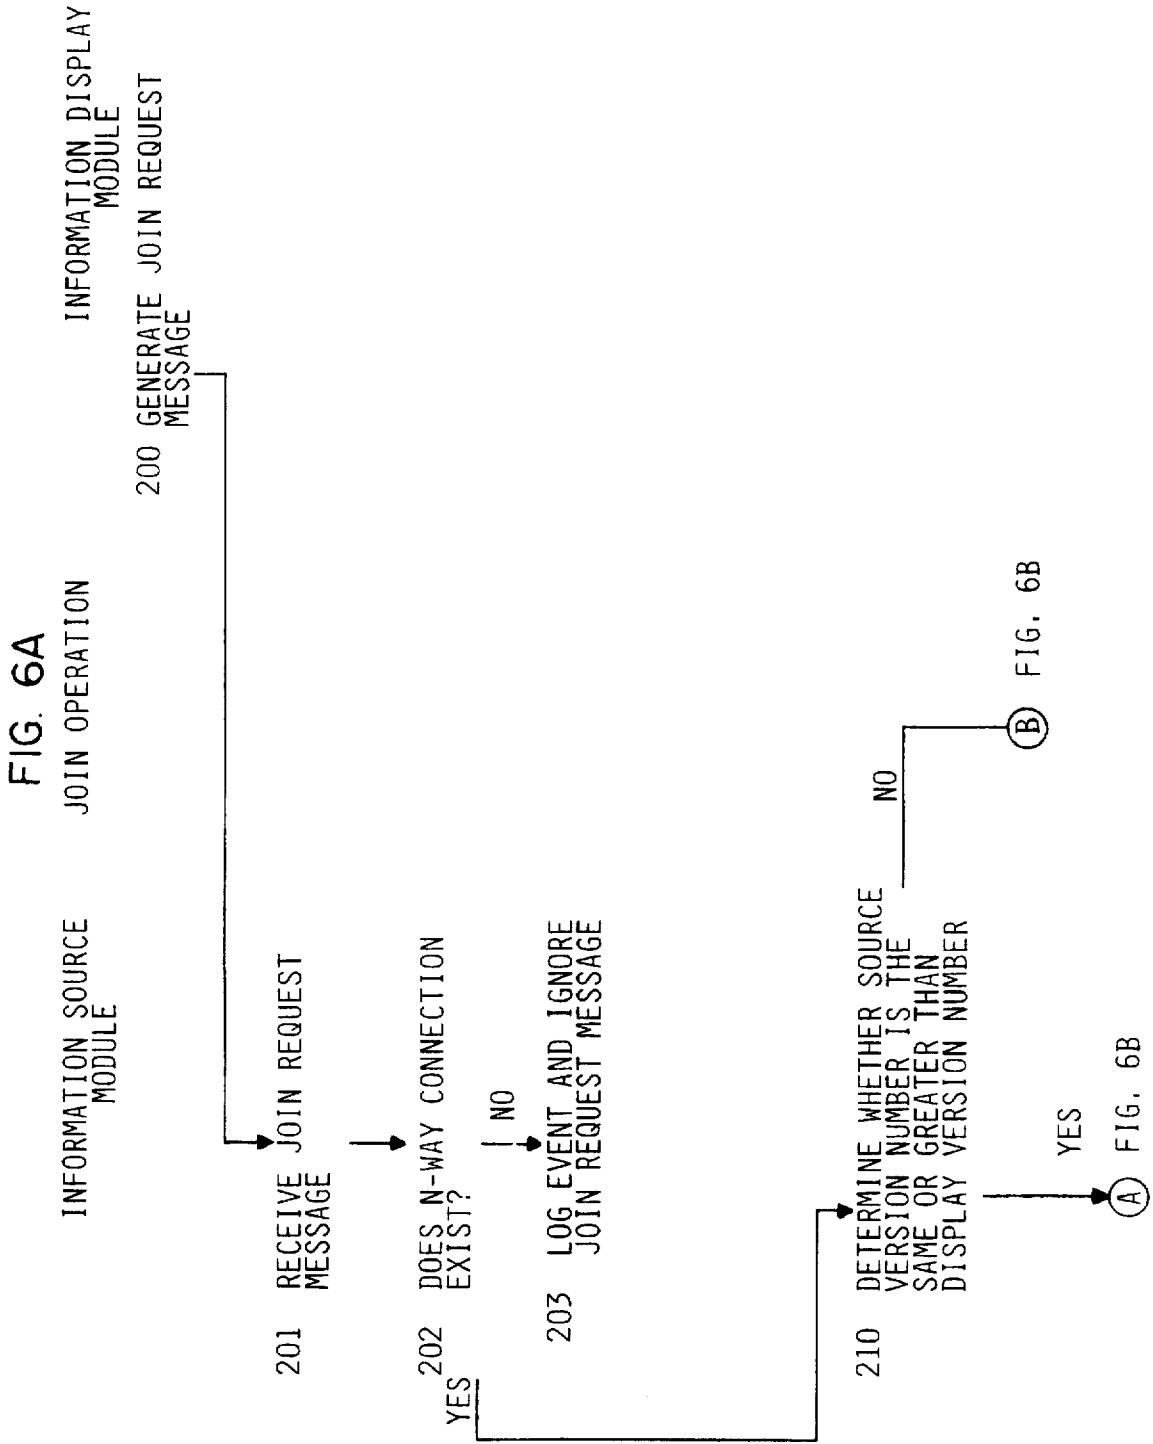 FIG. 6A
JOIN OPERATION
INFORMATION SOURCE
MODULE
INFORMATION DISPLAY
MODULE
200 GENERATE JOIN REQUEST
MESSAGE
201 RECEIVE JOIN REQUEST
MESSAGE
202 DOES N-WAY CONNECTION
EXIST?
YES
NO
203 LOG EVENT AND IGNORE
JOIN REQUEST MESSAGE
210 DETERMINE WHETHER SOURCE
VERSION NUMBER IS THE
SAME OR GREATER THAN
DISPLAY VERSION NUMBER
NO
B FIG. 6B
YES
A FIG. 6B